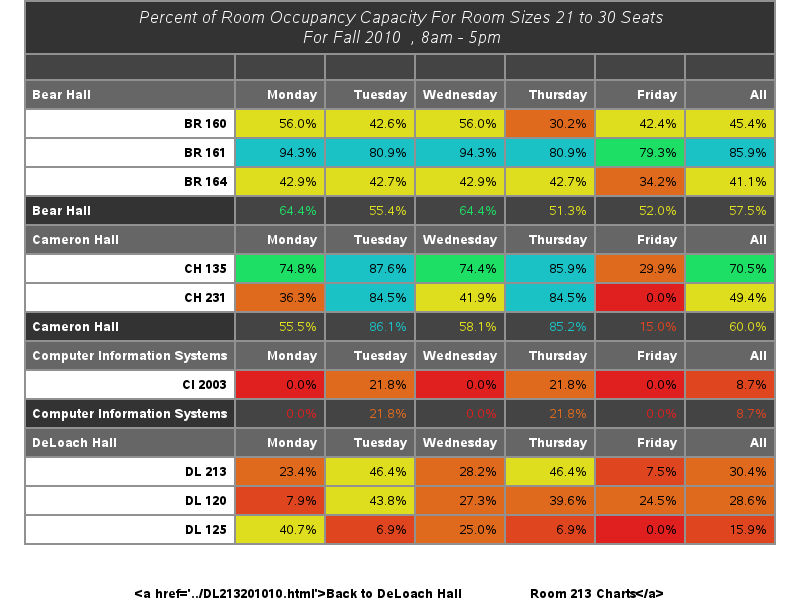 Percent of Room Occupancy Capacity For Room Sizes 21 to 30 Seats
For Fall 2010 , 8am - 5pm
Bear Hall Monday Tuesday Wednesday Thursday Friday All
BR 160 56.0% 42.6% 56.0% 30.2% 42.4% 45.4%
BR 161 94.3% 80.9% 94.3% 80.9% 79.3% 85.9%
BR 164 42.9% 42.7% 42.9% 42.7% 34.2% 41.1%
Bear Hall 64.4% 55.4% 64.4% 51.3% 52.0% 57.5%
Cameron Hall Monday Tuesday Wednesday Thursday Friday All
CH 135 74.8% 87.6% 74.4% 85.9% 29.9% 70.5%
CH 231 36.3% 84.5% 41.9% 84.5% 0.0% 49.4%
Cameron Hall 55.5% 86.1% 58.1% 85.2% 15.0% 60.0%
Computer Information Systems Monday Tuesday Wednesday Thursday Friday All
CI 2003 0.0% 21.8% 0.0% 21.8% 0.0% 8.7%
Computer Information Systems 0.0% 21.8% 0.0% 21.8% 0.0% 8.7%
DeLoach Hall Monday Tuesday Wednesday Thursday Friday All
DL 213 23.4% 46.4% 28.2% 46.4% 7.5% 30.4%
DL 120 7.9% 43.8% 27.3% 39.6% 24.5% 28.6%
DL 125 40.7% 6.9% 25.0% 6.9% 0.0% 15.9%
<a href='../DL213201010.html'>Back to DeLoach Hall Room 213 Charts</a>